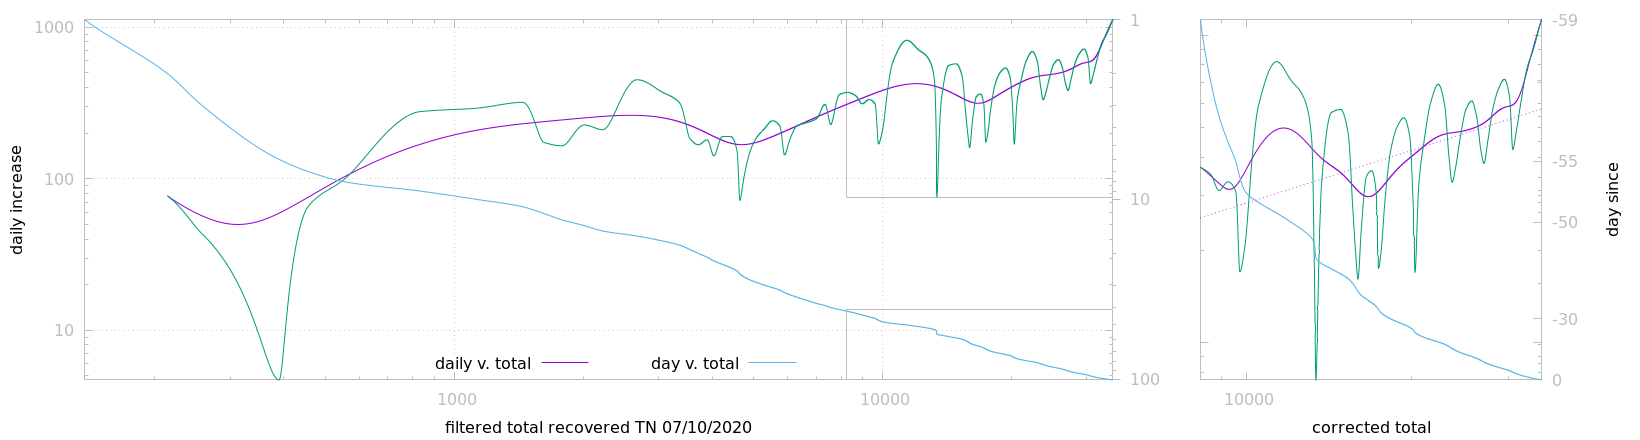 1000
100
10
daily increase
1000
10000
filtered total recovered TN 07/10/2020
daily v. total
day v. total
1
10
100
10000
corrected total
-59
-55
-50
-30
0
day since